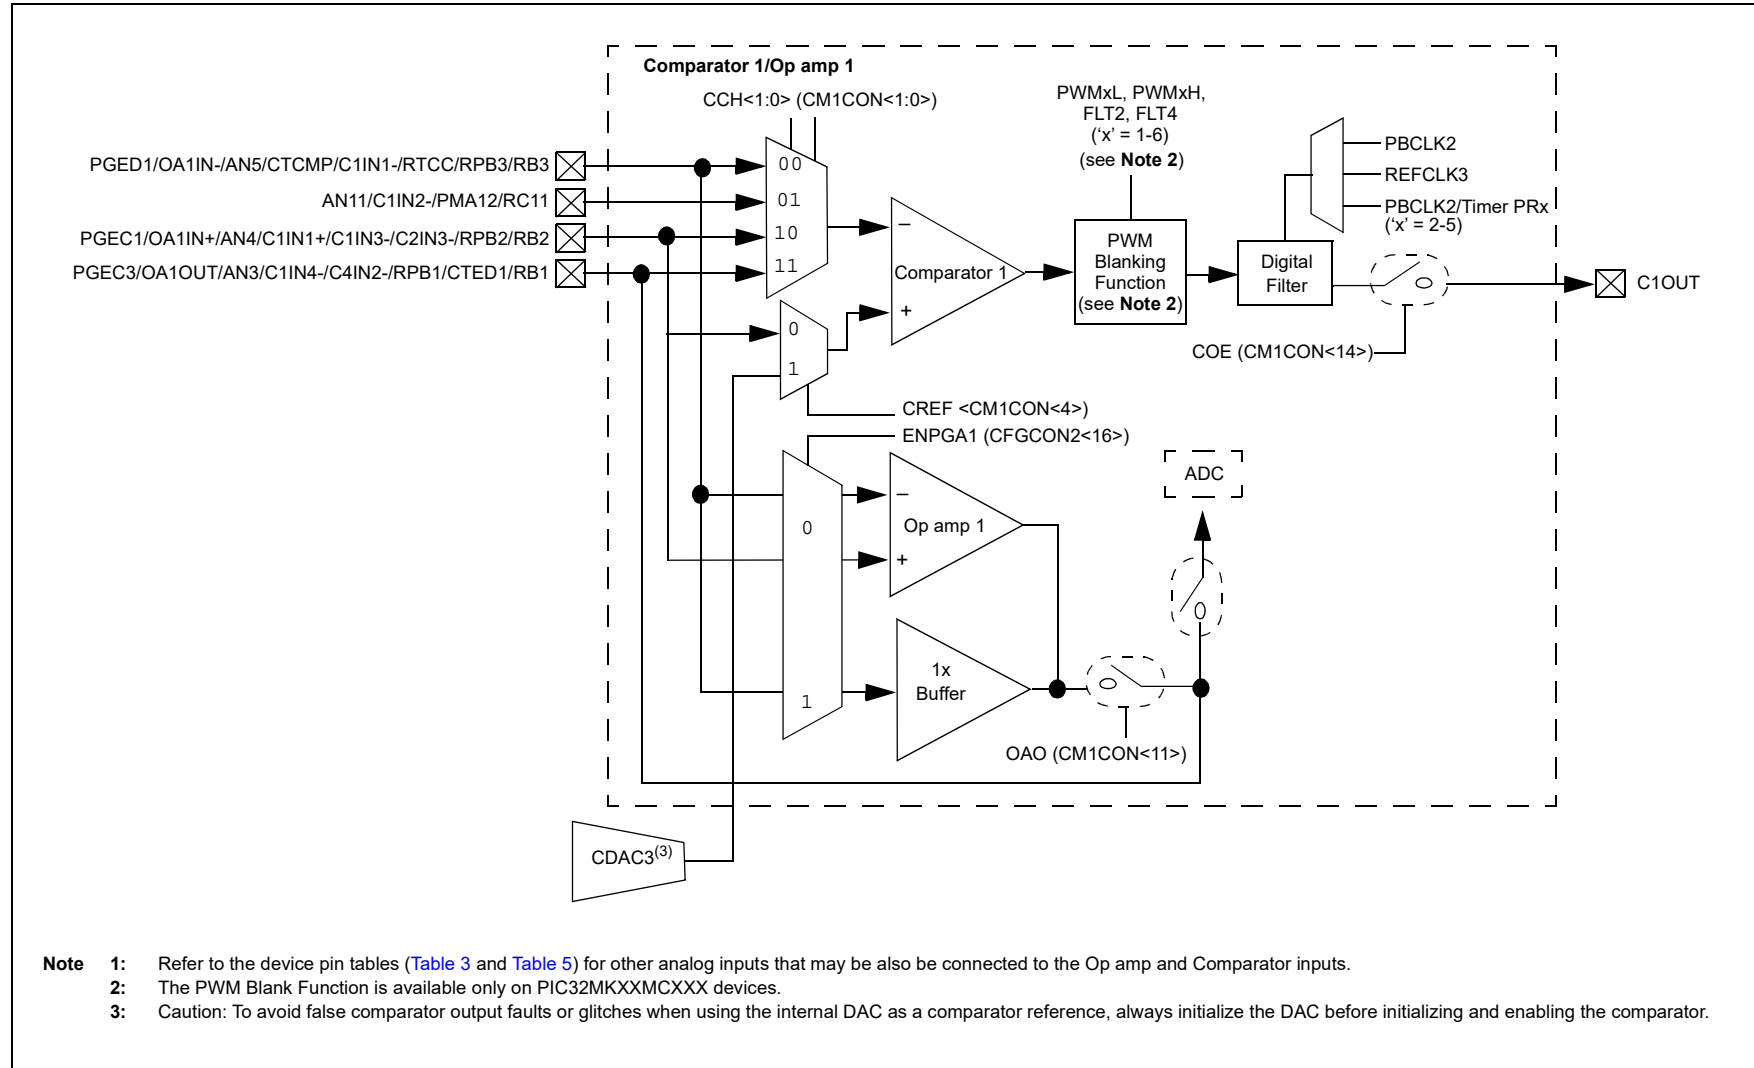 Comparator 1/Op amp 1
CCH<1:0> (CM1CON<1:0>)
PWMxL, PWMxH,
FLT2, FLT4
(‘x’ = 1-6)
(see Note 2)
PBCLK2
REFCLK3
PBCLK2/Timer PRx
(‘x’ = 2-5)
PGED1/OA1IN-/AN5/CTCMP/C1IN1-/RTCC/RPB3/RB3
AN11/C1IN2-/PMA12/RC11
PGEC1/OA1IN+/AN4/C1IN1+/C1IN3-/C2IN3-/RPB2/RB2
PGEC3/OA1OUT/AN3/C1IN4-/C4IN2-/RPB1/CTED1/RB1
00
01
10
11
–
Comparator 1
+
PWM
Blanking
Function
(see Note 2)
Digital
Filter
C1OUT
COE (CM1CON<14>)
0
1
CREF <CM1CON<4>)
ENPGA1 (CFGCON2<16>)
ADC
0
1
–
Op amp 1
+
1x
Buffer
OAO (CM1CON<11>)
CDAC3(3)
Note 1: Refer to the device pin tables (Table 3 and Table 5) for other analog inputs that may be also be connected to the Op amp and Comparator inputs.
2: The PWM Blank Function is available only on PIC32MKXXMCXXX devices.
3: Caution: To avoid false comparator output faults or glitches when using the internal DAC as a comparator reference, always initialize the DAC before initializing and enabling the comparator.